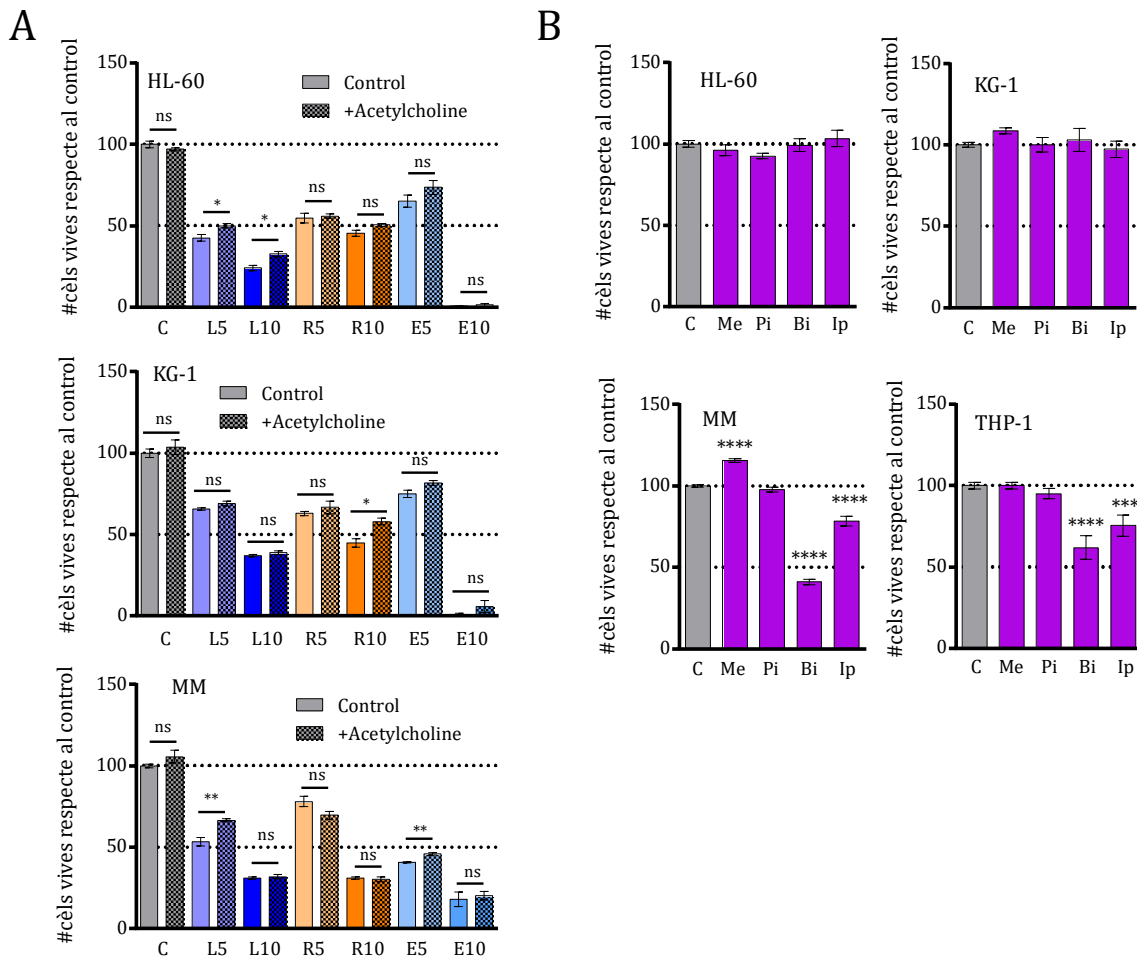 A
#cèls vives respecte al control
150
100
50
0
HL-60
Control
+Acetylcholine
ns
*
*
ns
ns
ns
ns
C L5 L10 R5 R10 E5 E10
#cèls vives respecte al control
150
100
50
0
KG-1
Control
+Acetylcholine
ns
ns
ns
ns
*
ns
ns
C L5 L10 R5 R10 E5 E10
#cèls vives respecte al control
150
100
50
0
MM
Control
+Acetylcholine
ns
**
ns
ns
ns
**
ns
C L5 L10 R5 R10 E5 E10
B
#cèls vives respecte al control
150
100
50
0
HL-60
C Me Pi Bi Ip
#cèls vives respecte al control
150
100
50
0
KG-1
C Me Pi Bi Ip
#cèls vives respecte al control
150
100
50
0
MM
****
****
****
C Me Pi Bi Ip
#cèls vives respecte al control
150
100
50
0
THP-1
****
***
C Me Pi Bi Ip